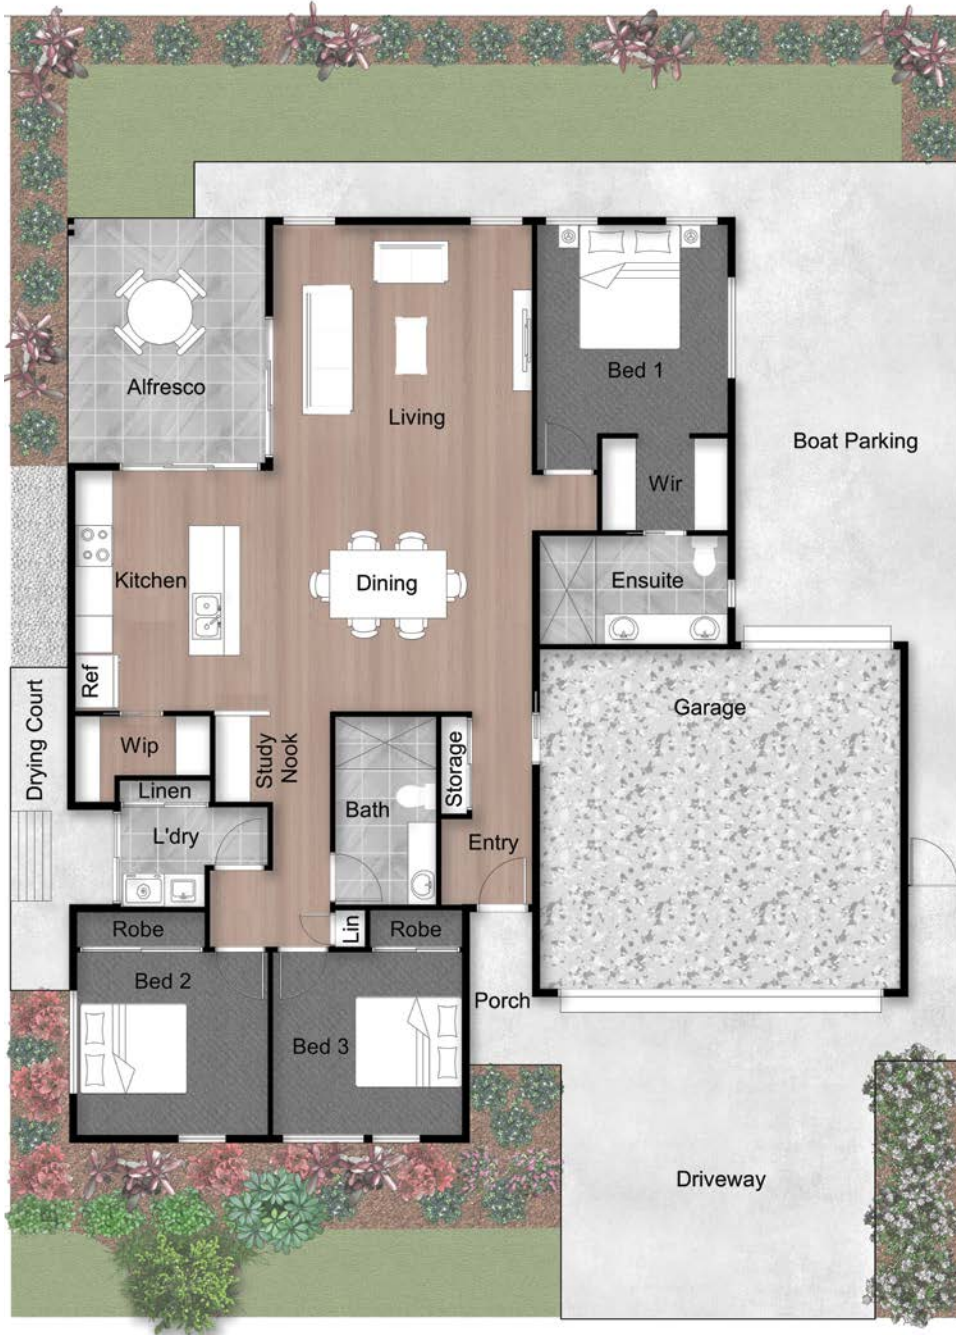 Alfresco
Living
Bed 1
Boat Parking
Wir
Kitchen
Dining
Ensuite
Ref
Garage
Drying Court
Wip
Study
Nook
Storage
Linen
Bath
L'dry
Entry
Robe
Lin
Robe
Bed 2
Porch
Bed 3
Driveway